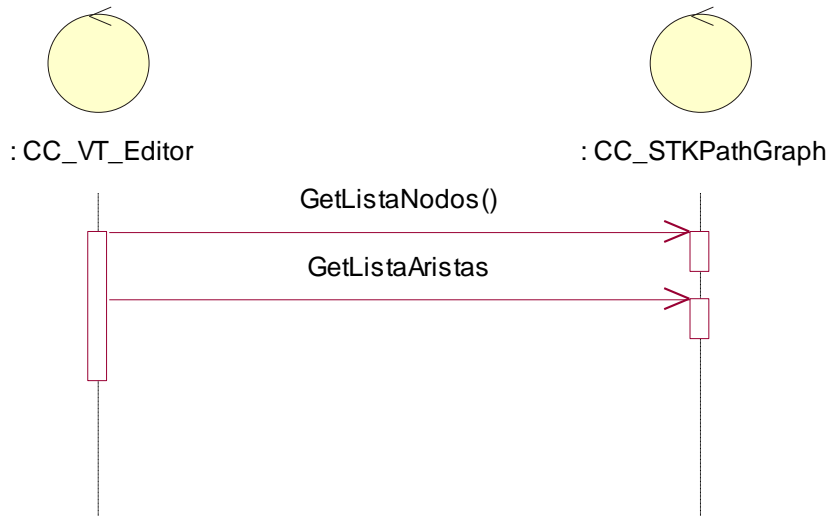 : CC_VT_Editor
: CC_STKPathGraph
GetListaNodos()
GetListaAristas